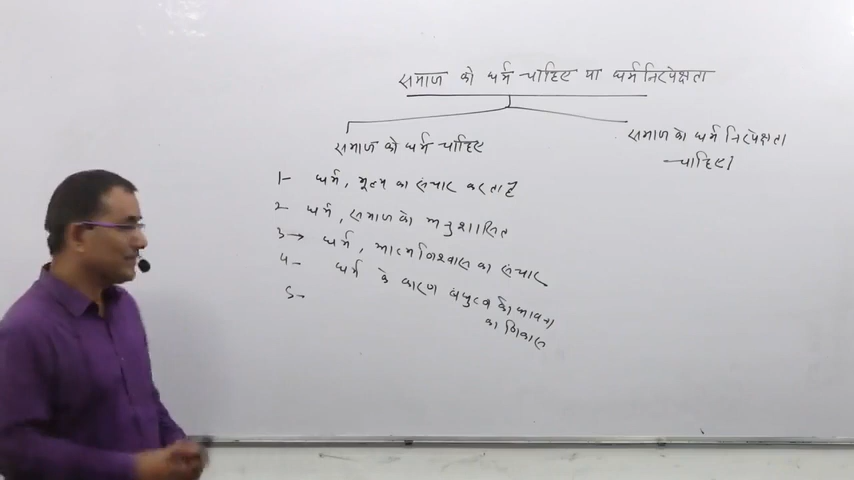 समाज को धर्म चाहिए या धर्मनिरपेक्षता
समाज को धर्म चाहिए
समाज को धर्म निरपेक्षता
चाहिए।
1- धर्म, मूल्य का संचार करता है
2- धर्म, समाज को अनुशासित
3→ धर्म, आत्मविश्वास का संचार
4- धर्म के कारण बंधुत्व की भावना
का विकास
5-